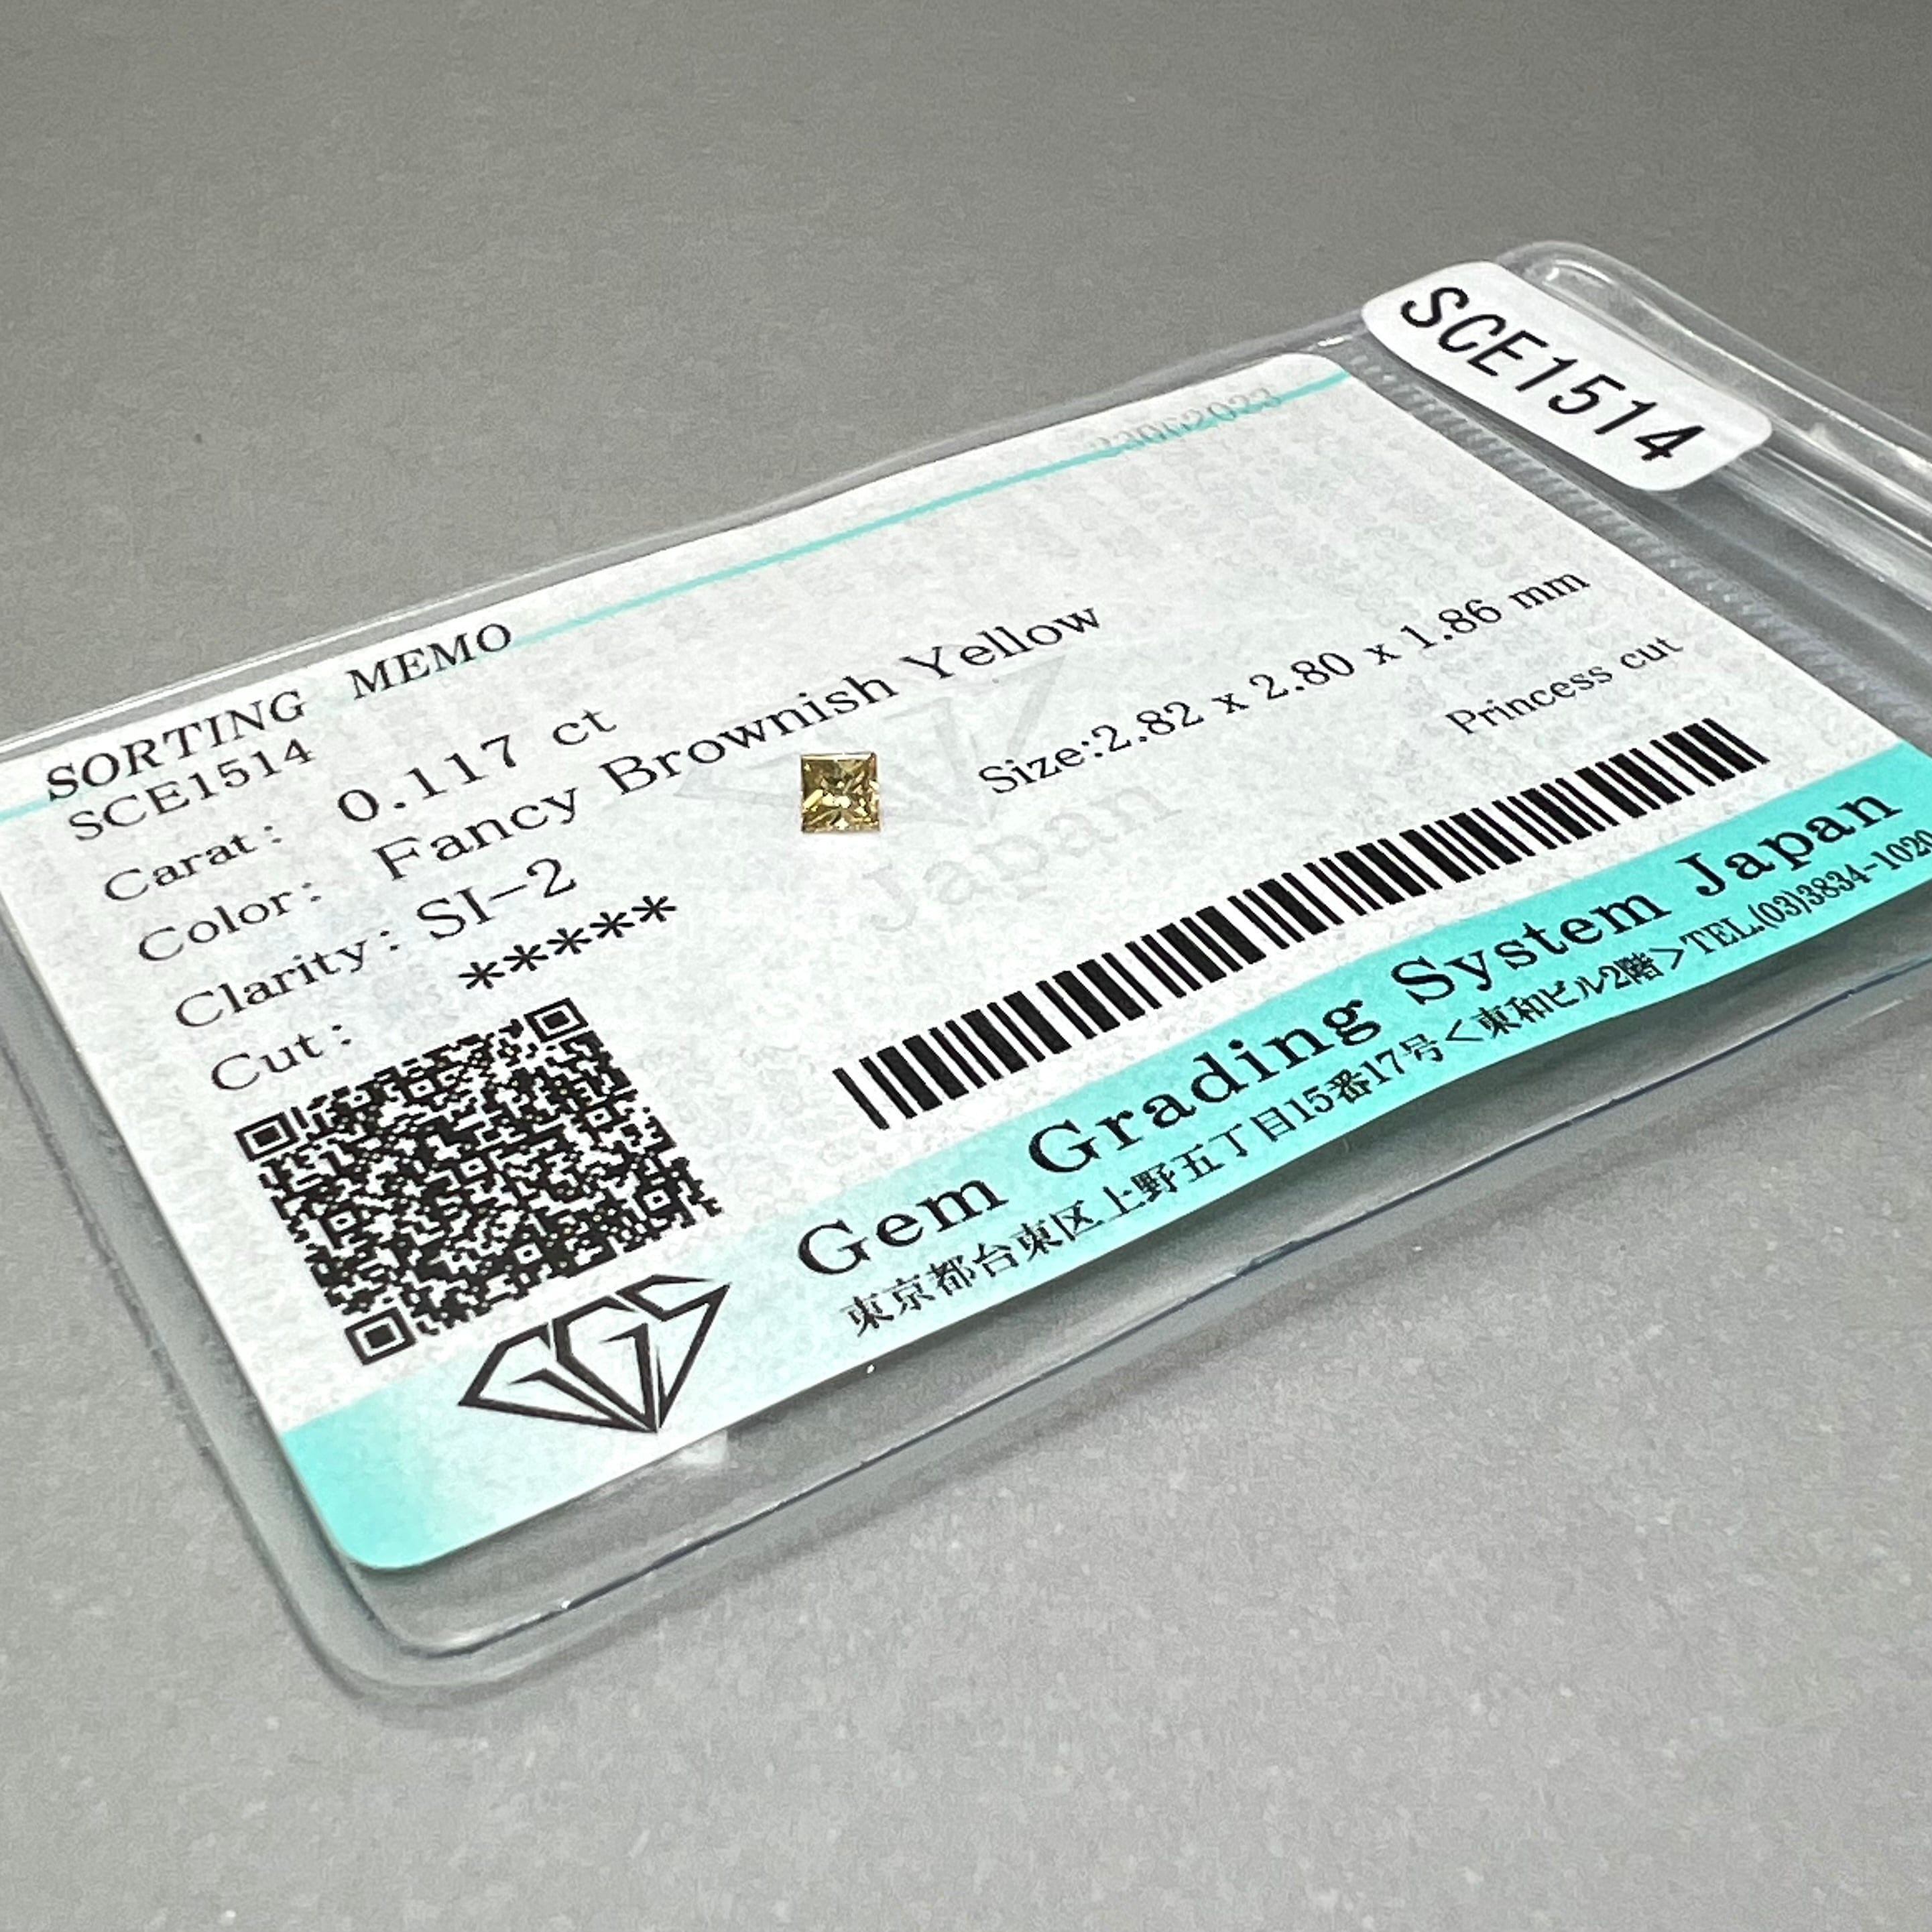 SCE1514
SORTING MEMO
SCE1514
Carat: 0.117 ct
Color: Fancy Brownish Yellow
Clarity: SI-2
Cut: *****
Size:2.82 x 2.80 x 1.86 mm
Princess cut
Japan
Gem Grading System Japan
東京都台東区上野五丁目15番17号<東和ビル2階>TEL.(03)3834-1020
GGS